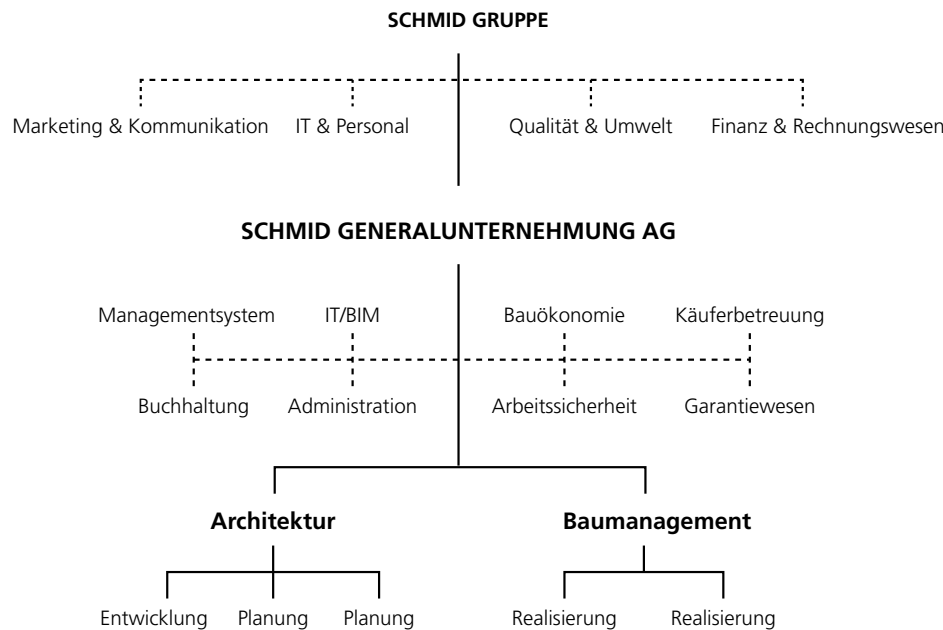 SCHMID GRUPPE
Marketing & Kommunikation IT & Personal Qualität & Umwelt Finanz & Rechnungswesen
SCHMID GENERALUNTERNEHMUNG AG
Managementsystem IT/BIM Bauökonomie Käuferbetreuung
Buchhaltung Administration Arbeitssicherheit Garantiewesen
Architektur Baumanagement
Entwicklung Planung Planung Realisierung Realisierung